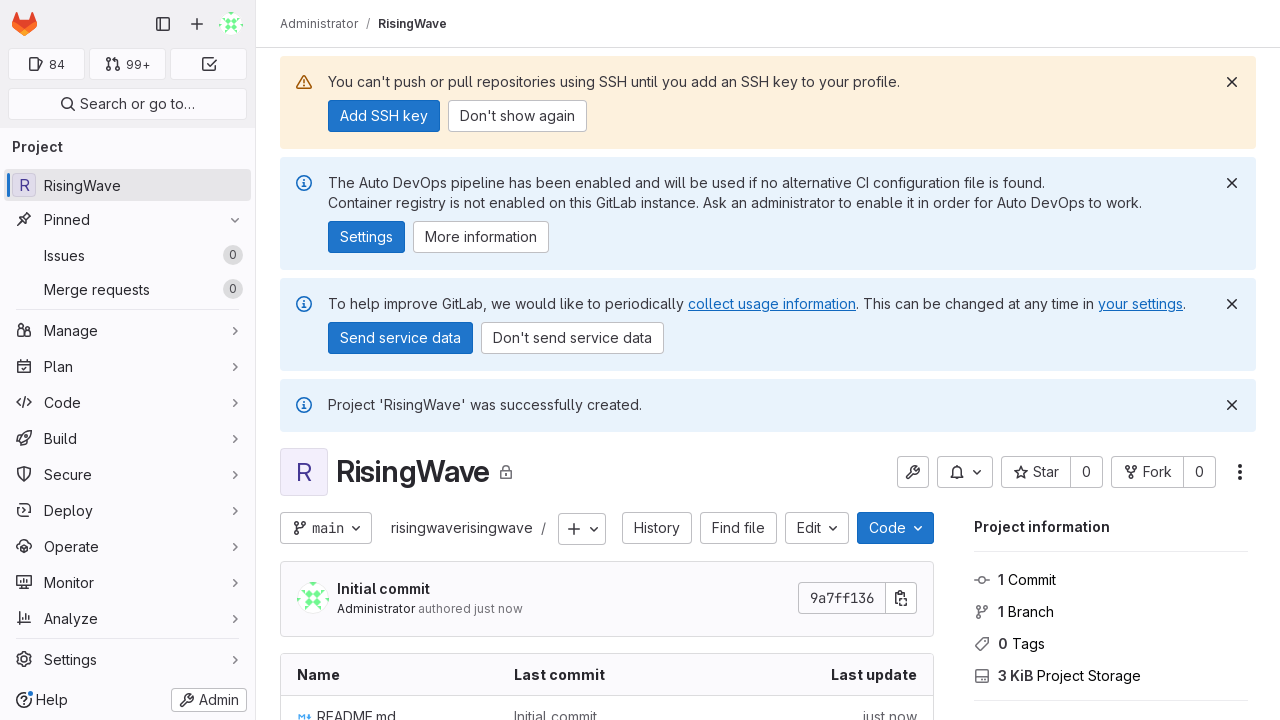 84
99+
Search or go to…
Project
R
RisingWave
Pinned
Issues
0
Merge requests
0
Manage
Plan
Code
Build
Secure
Deploy
Operate
Monitor
Analyze
Settings
Help
Admin
Administrator / RisingWave
You can't push or pull repositories using SSH until you add an SSH key to your profile.
Add SSH key
Don't show again
The Auto DevOps pipeline has been enabled and will be used if no alternative CI configuration file is found.
Container registry is not enabled on this GitLab instance. Ask an administrator to enable it in order for Auto DevOps to work.
Settings
More information
To help improve GitLab, we would like to periodically collect usage information. This can be changed at any time in your settings.
Send service data
Don't send service data
Project 'RisingWave' was successfully created.
R
RisingWave
Star
0
Fork
0
main
risingwaverisingwave /
History
Find file
Edit
Code
Initial commit
Administrator authored just now
9a7ff136
Name
Last commit
Last update
README.md
Initial commit
just now
Project information
1 Commit
1 Branch
0 Tags
3 KiB Project Storage